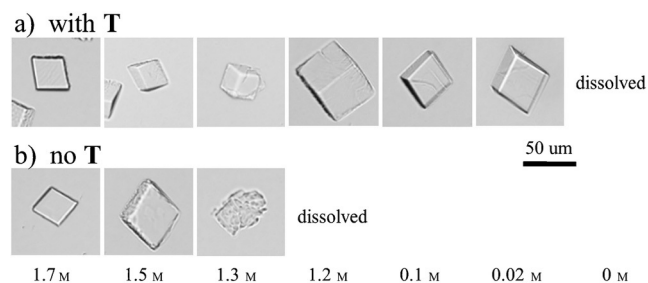 a) with T
dissolved
50 um
b) no T
dissolved
1.7 M 1.5 M 1.3 M 1.2 M 0.1 M 0.02 M 0 M